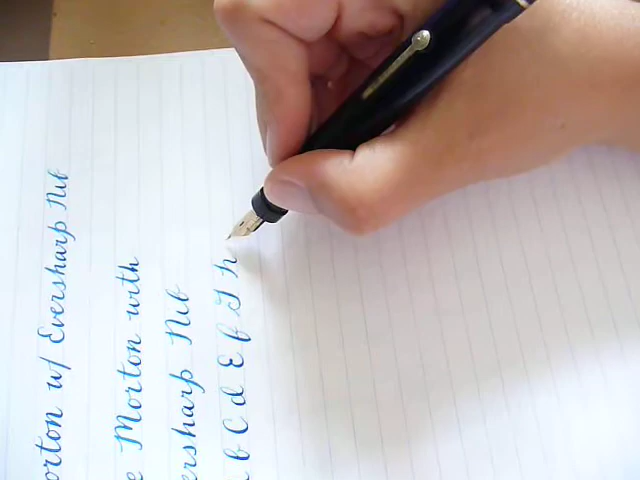 orton w/ Eversharp Nib
e Morton with
ersharp Nib
b C d E f G h